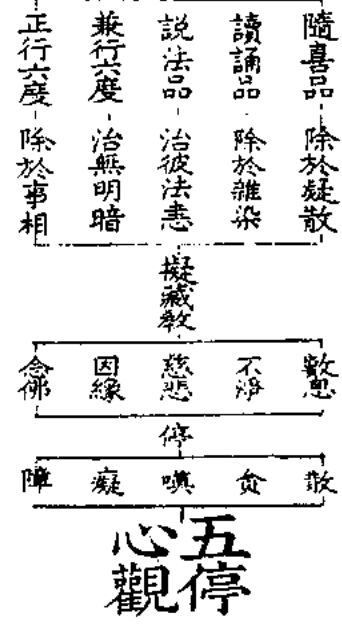 隨喜品 除於疑散
讀誦品 除於雜染
説法品 治彼法恚
兼行六度 治無明暗
正行六度 除於事相
擬藏教
數息
不淨
慈悲
因緣
念佛
停
散
貪
嗔
癡
障
五停
心觀